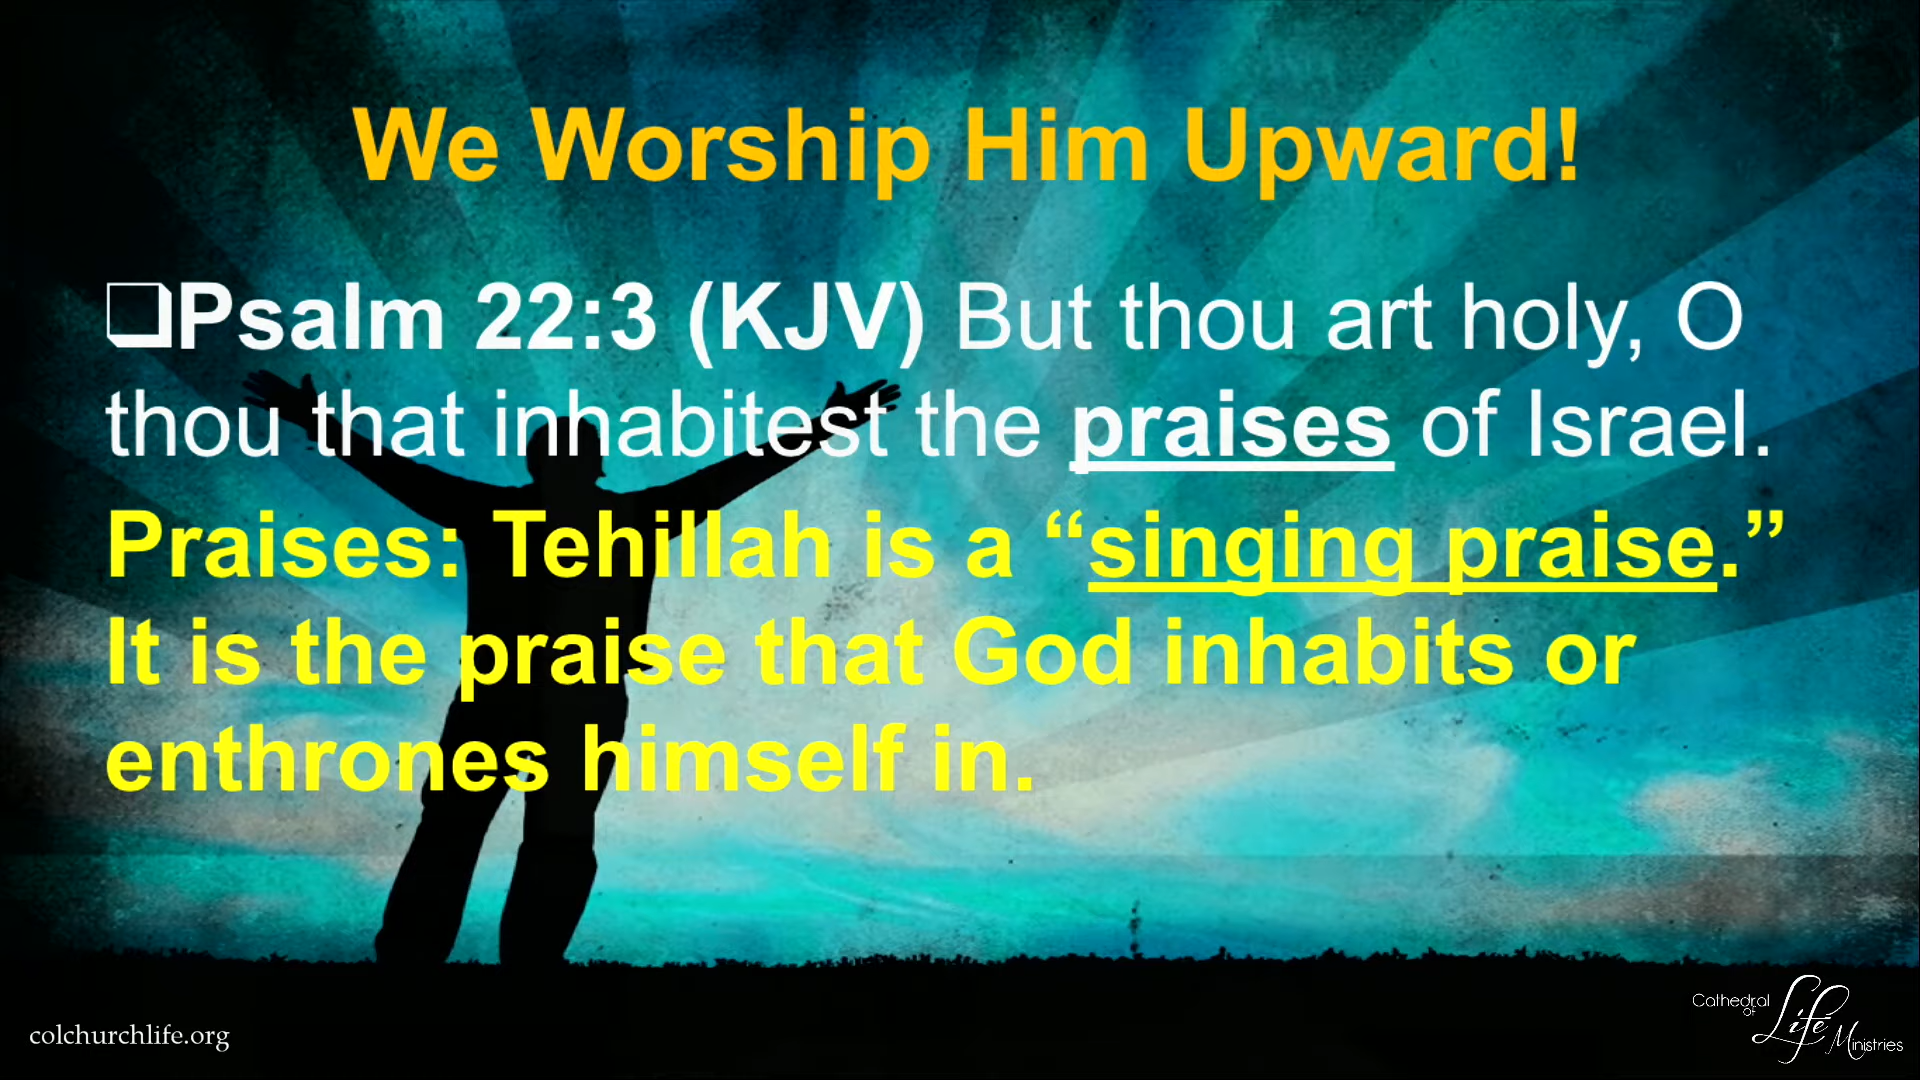 We Worship Him Upward!
❑Psalm 22:3 (KJV) But thou art holy, O
thou that inhabitest the praises of Israel.
Praises: Tehillah is a “singing praise.”
It is the praise that God inhabits or
enthrones himself in.
colchurchlife.org
Cathedral
OF
Life
Ministries